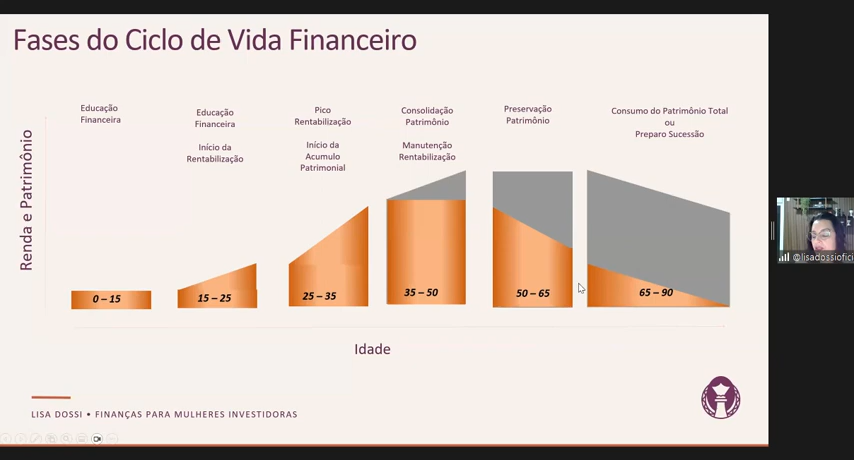 Fases do Ciclo de Vida Financeiro
Renda e Patrimônio
Educação
Financeira
Educação
Financeira
Início da
Rentabilização
Pico
Rentabilização
Início da
Acumulo
Patrimonial
Consolidação
Patrimônio
Manutenção
Rentabilização
Preservação
Patrimônio
Consumo do Patrimônio Total
ou
Preparo Sucessão
0 – 15
15 – 25
25 – 35
35 – 50
50 – 65
65 – 90
Idade
LISA DOSSI • FINANÇAS PARA MULHERES INVESTIDORAS
@lisadossiofici